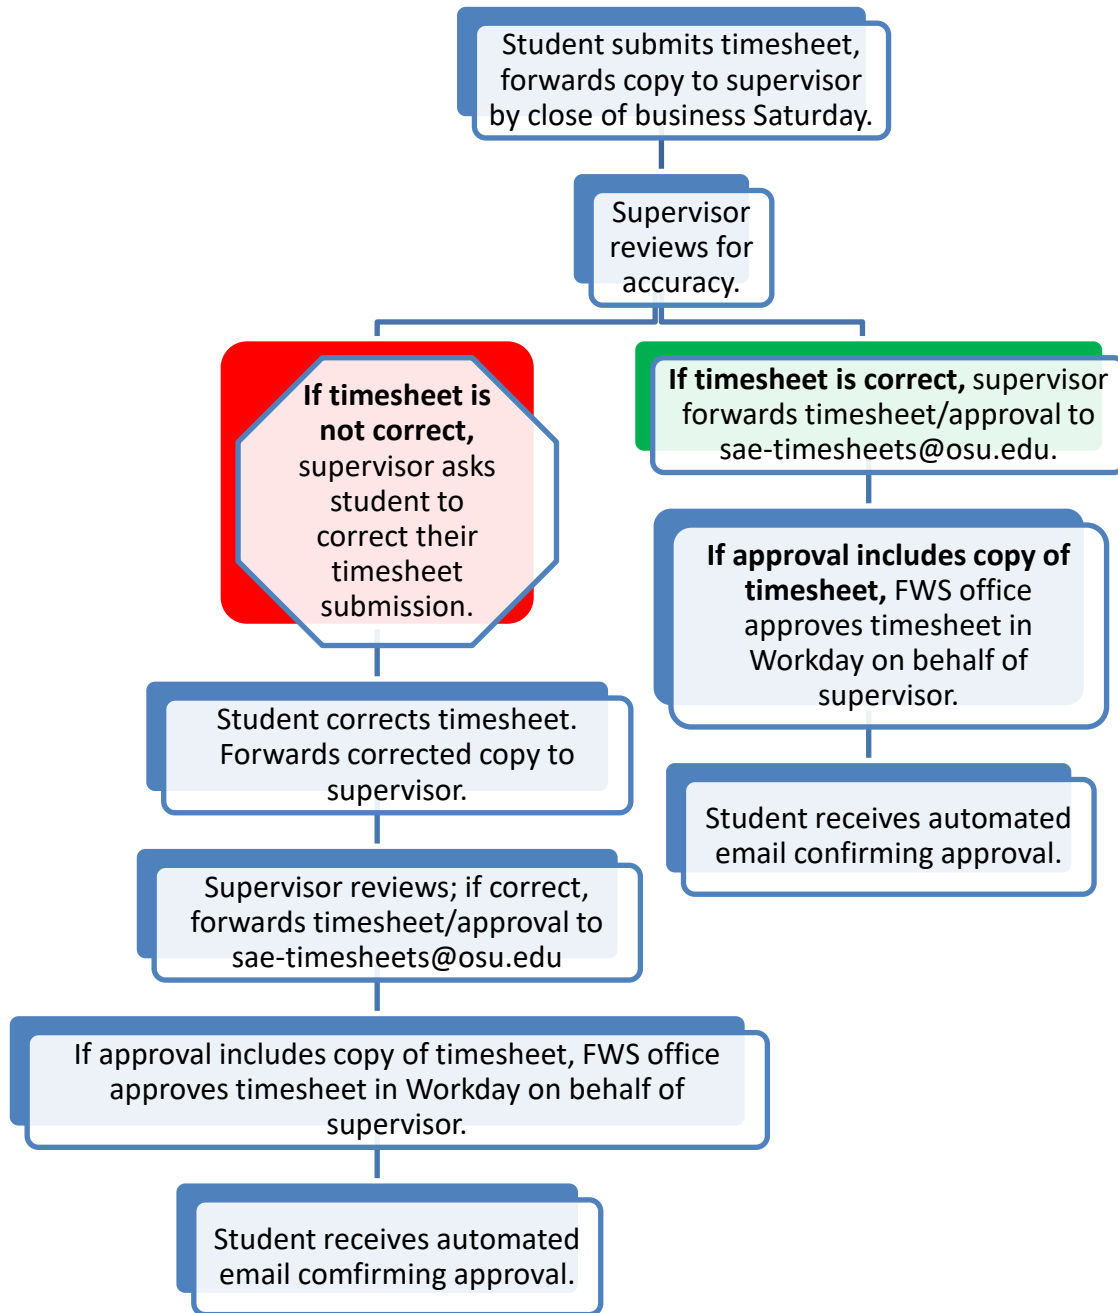 Student submits timesheet,
forwards copy to supervisor
by close of business Saturday.
Supervisor
reviews for
accuracy.
If timesheet is
not correct,
supervisor asks
student to
correct their
timesheet
submission.
Student corrects timesheet.
Forwards corrected copy to
supervisor.
Supervisor reviews; if correct,
forwards timesheet/approval to
sae-timesheets@osu.edu
If approval includes copy of timesheet, FWS office
approves timesheet in Workday on behalf of
supervisor.
Student receives automated
email comfirming approval.
If timesheet is correct, supervisor
forwards timesheet/approval to
sae-timesheets@osu.edu.
If approval includes copy of
timesheet, FWS office
approves timesheet in
Workday on behalf of
supervisor.
Student receives automated
email confirming approval.